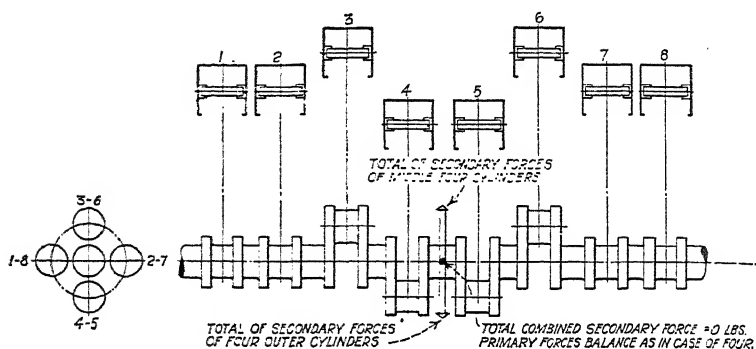 1 2 3 4 5 6 7 8
TOTAL OF SECONDARY FORCES
OF MIDDLE FOUR CYLINDERS
3-6
1-8 2-7
4-5
TOTAL OF SECONDARY FORCES
OF FOUR OUTER CYLINDERS
TOTAL COMBINED SECONDARY FORCE =0 LBS.
PRIMARY FORCES BALANCE AS IN CASE OF FOUR.